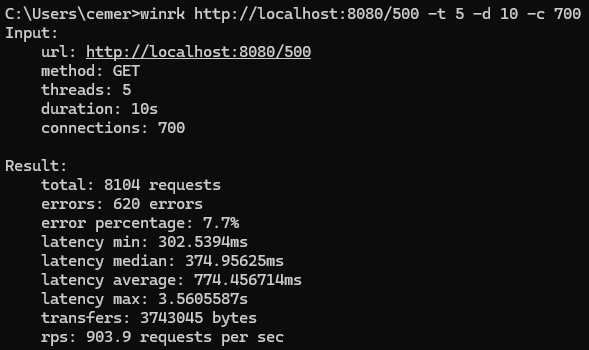 C:\Users\cemer>winrk http://localhost:8080/500 -t 5 -d 10 -c 700
Input:
    url: http://localhost:8080/500
    method: GET
    threads: 5
    duration: 10s
    connections: 700

Result:
    total: 8104 requests
    errors: 620 errors
    error percentage: 7.7%
    latency min: 302.5394ms
    latency median: 374.95625ms
    latency average: 774.456714ms
    latency max: 3.5605587s
    transfers: 3743045 bytes
    rps: 903.9 requests per sec